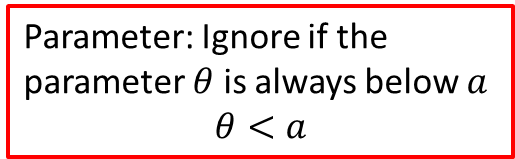 Parameter: Ignore if the
parameter θ is always below a
θ < a